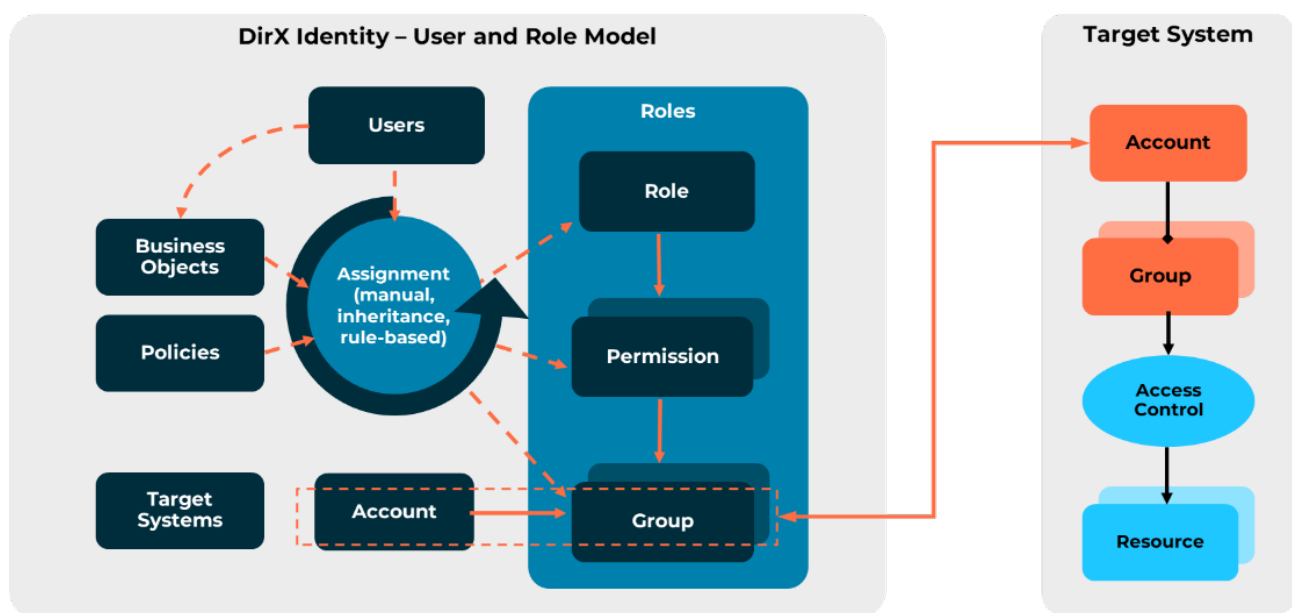 DirX Identity – User and Role Model
Users
Business
Objects
Policies
Assignment
(manual,
inheritance,
rule-based)
Target
Systems
Account
Roles
Role
Permission
Group
Target System
Account
Group
Access
Control
Resource